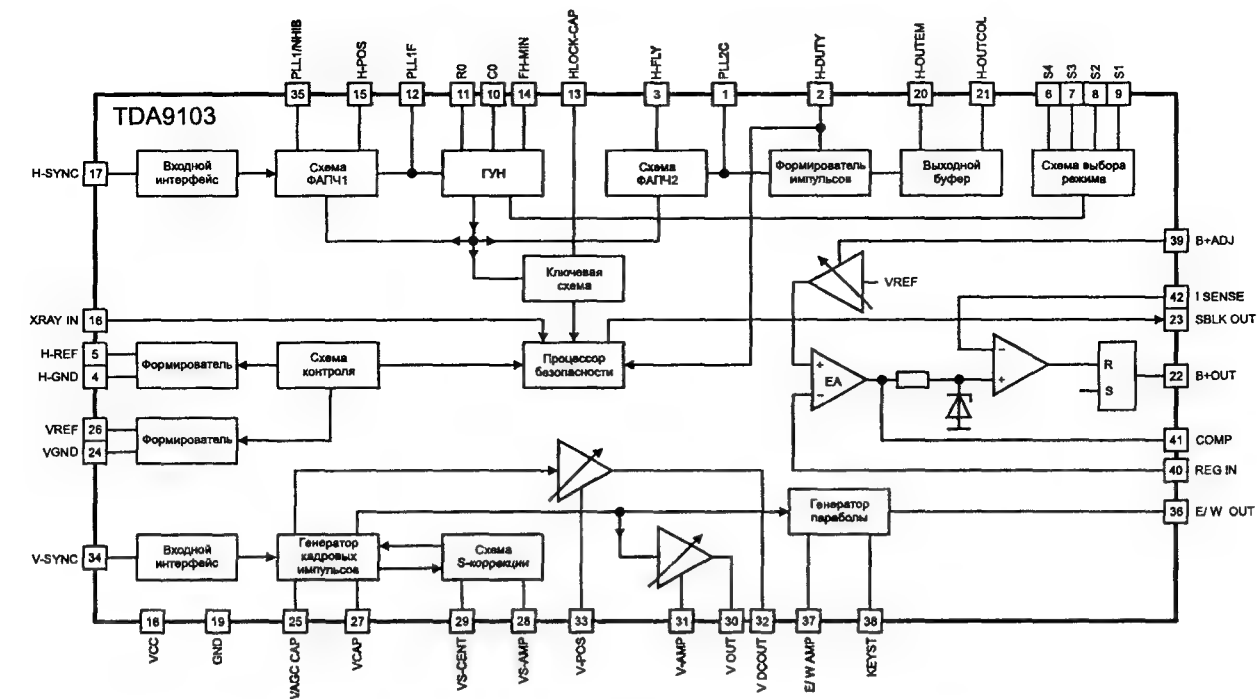 PLL1/NHIB
H-POS
PLL1F
R0
C0
FH-MIN
HLOCK-CAP
H-FLY
PLL2C
H-DUTY
H-OUTEM
H-OUTCOL
S4
S3
S2
S1
35
15
12
11
10
14
13
3
1
2
20
21
6
7
8
9
TDA9103
H-SYNC
17
Входной
интерфейс
Схема
ФАПЧ1
ГУН
Схема
ФАПЧ2
Формирователь
импульсов
Выходной
буфер
Схема выбора
режима
39
B+ADJ
VREF
Ключевая
схема
42
I SENSE
XRAY IN
16
23
SBLK OUT
H-REF
5
H-GND
4
Формирователь
Схема
контроля
Процессор
безопасности
+
EA
−
−
+
R
S
22
B+OUT
VREF
26
VGND
24
Формирователь
41
COMP
40
REG IN
Генератор
параболы
36
E/ W OUT
V-SYNC
34
Входной
интерфейс
Генератор
кадровых
импульсов
Схема
S-коррекции
18
19
25
27
29
28
33
31
30
32
37
38
VCC
GND
VAGC CAP
VCAP
VS-CENT
VS-AMP
V-POS
V-AMP
V OUT
V DCOUT
E/ W AMP
KEYST